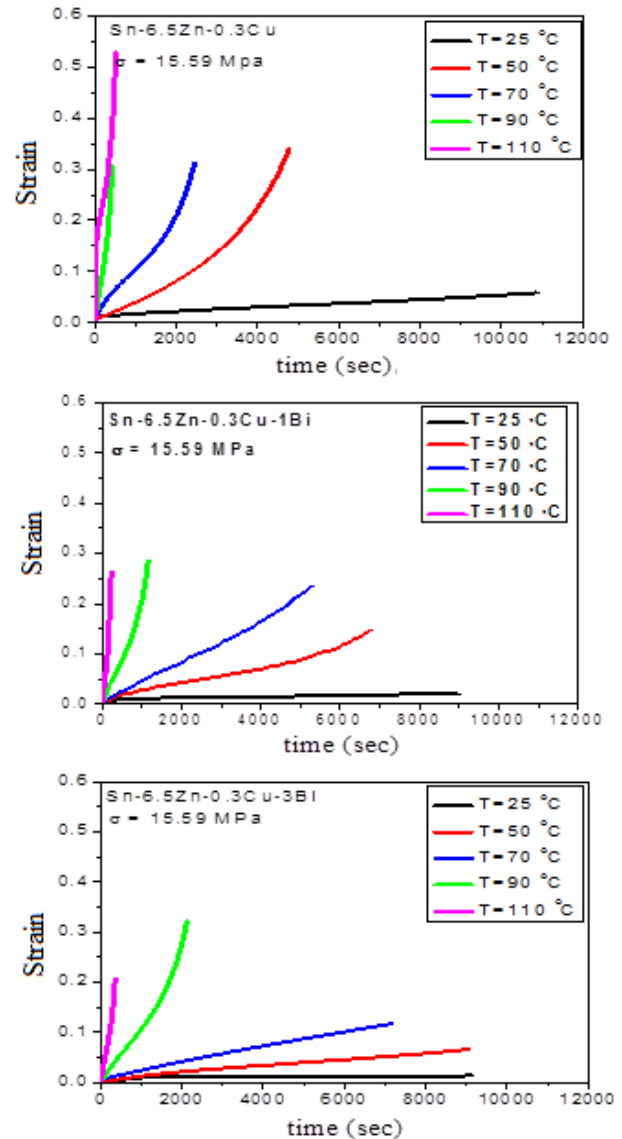 Sn-6.5Zn-0.3Cu
σ = 15.59 Mpa
T=25 °C
T=50 °C
T=70 °C
T=90 °C
T=110 °C
0.6
0.5
0.4
0.3
0.2
0.1
0.0
Strain
0 2000 4000 6000 8000 10000 12000
time (sec).
Sn-6.5Zn-0.3Cu-1Bi
σ = 15.59 MPa
T=25 °C
T=50 °C
T=70 °C
T=90 °C
T=110 °C
0.6
0.5
0.4
0.3
0.2
0.1
0.0
Strain
0 2000 4000 6000 8000 10000 12000
time (sec)
Sn-6.5Zn-0.3Cu-3BI
σ = 15.59 MPa
T=25 °C
T=50 °C
T=70 °C
T=90 °C
T=110 °C
0.6
0.5
0.4
0.3
0.2
0.1
0.0
Strain
0 2000 4000 6000 8000 10000 12000
time (sec)